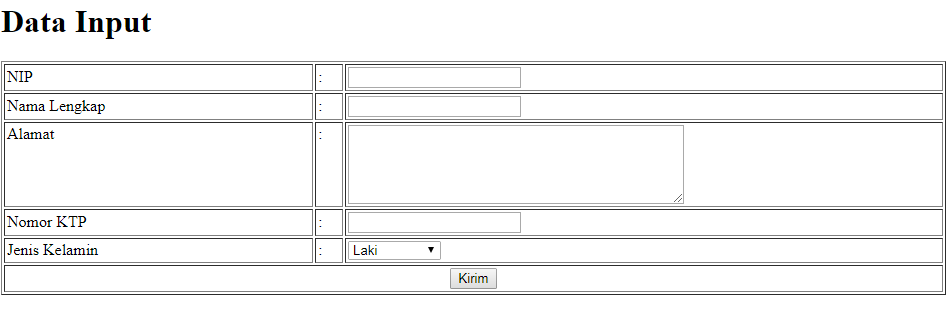 Data Input
NIP :
Nama Lengkap :
Alamat :
Nomor KTP :
Jenis Kelamin : Laki
Kirim